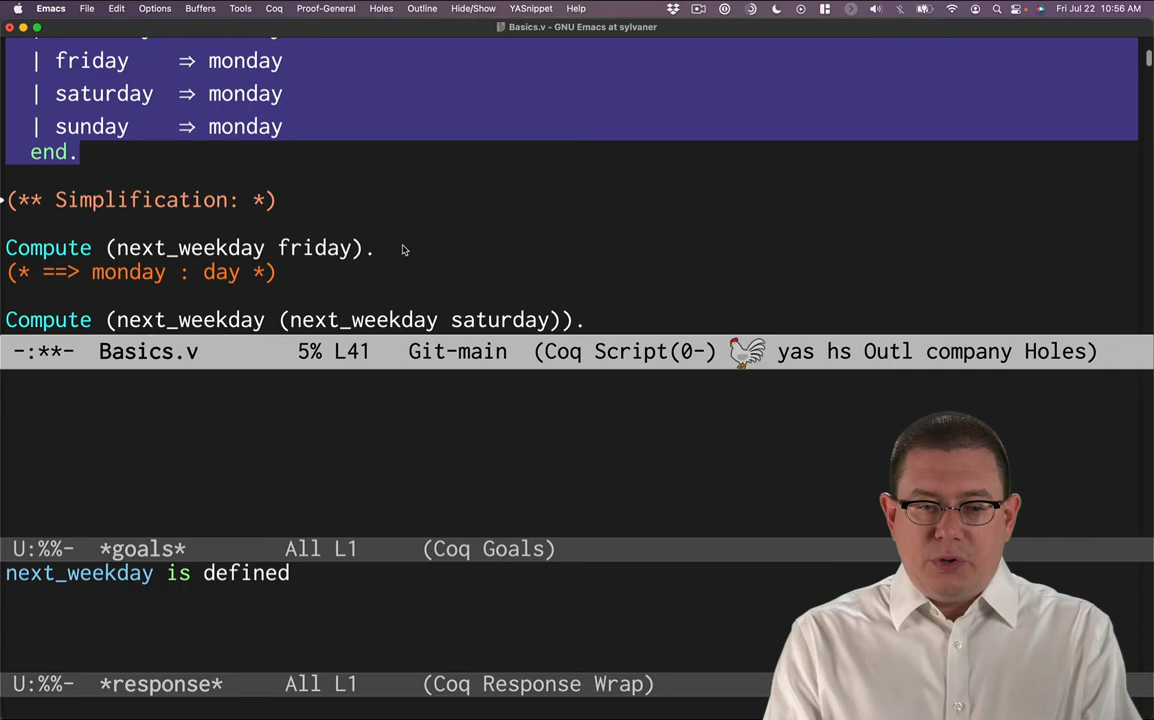 Emacs File Edit Options Buffers Tools Coq Proof-General Holes Outline Hide/Show YASnippet Help Fri Jul 22 10:56 AM
Basics.v - GNU Emacs at sylvaner
| friday ⇒ monday
| saturday ⇒ monday
| sunday ⇒ monday
end.
(** Simplification: *)
Compute (next_weekday friday).
(* ==> monday : day *)
Compute (next_weekday (next_weekday saturday)).
-:**- Basics.v 5% L41 Git-main (Coq Script(0-) yas hs Outl company Holes)
U:%%- *goals* All L1 (Coq Goals)
next_weekday is defined
U:%%- *response* All L1 (Coq Response Wrap)